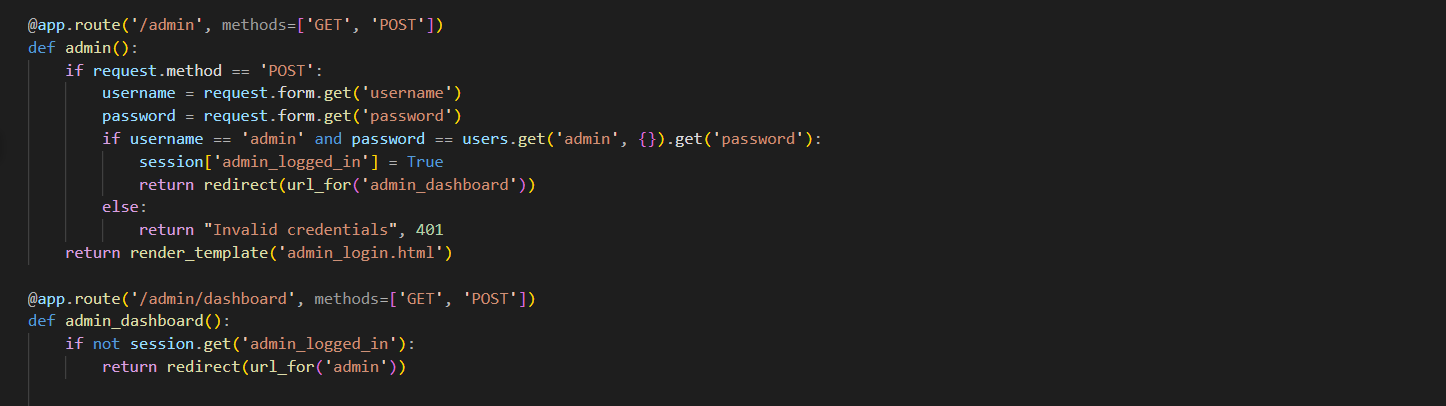 @app.route('/admin', methods=['GET', 'POST'])
def admin():
    if request.method == 'POST':
        username = request.form.get('username')
        password = request.form.get('password')
        if username == 'admin' and password == users.get('admin', {}).get('password'):
            session['admin_logged_in'] = True
            return redirect(url_for('admin_dashboard'))
        else:
            return "Invalid credentials", 401
    return render_template('admin_login.html')

@app.route('/admin/dashboard', methods=['GET', 'POST'])
def admin_dashboard():
    if not session.get('admin_logged_in'):
        return redirect(url_for('admin'))